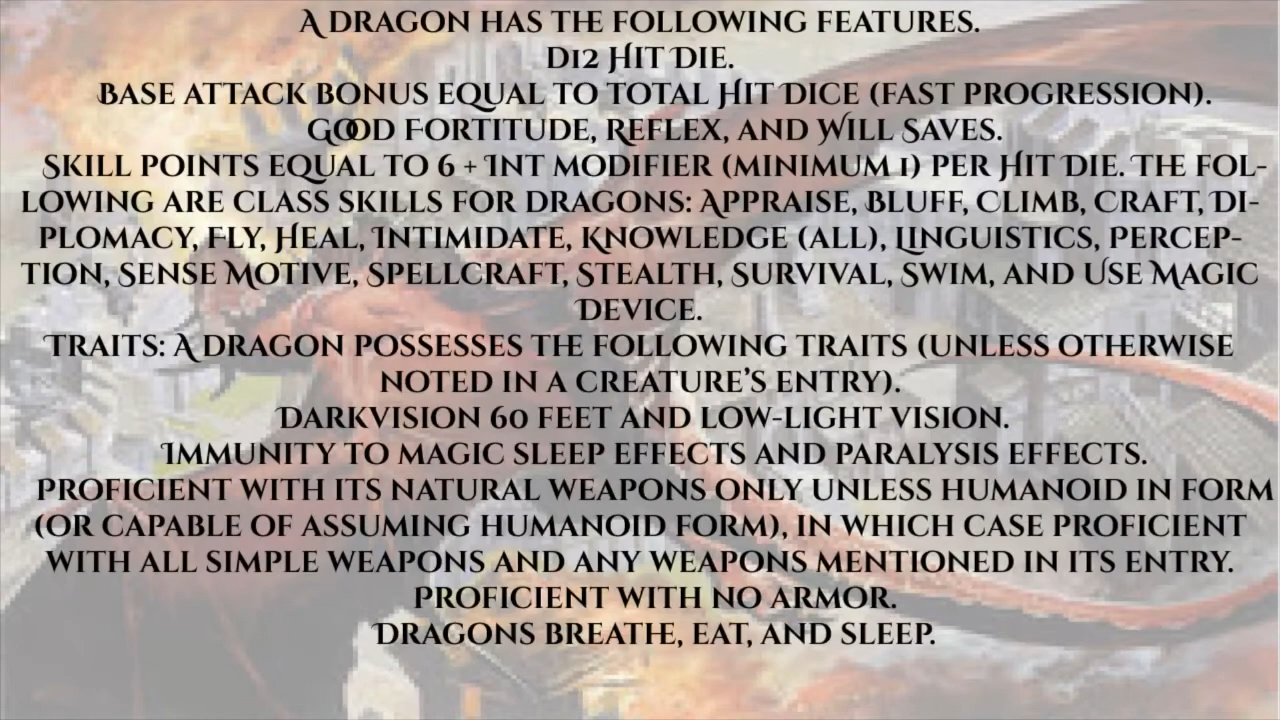 A dragon has the following features.
D12 Hit Die.
Base attack bonus equal to total Hit Dice (fast progression).
Good Fortitude, Reflex, and Will Saves.
Skill points equal to 6 + Int modifier (minimum 1) per Hit Die. The fol-
lowing are class skills for dragons: Appraise, Bluff, Climb, Craft, Di-
plomacy, Fly, Heal, Intimidate, Knowledge (all), Linguistics, Percep-
tion, Sense Motive, Spellcraft, Stealth, Survival, Swim, and Use Magic
Device.
Traits: A dragon possesses the following traits (unless otherwise
noted in a creature’s entry).
Darkvision 60 feet and low-light vision.
Immunity to magic sleep effects and paralysis effects.
Proficient with its natural weapons only unless humanoid in form
(or capable of assuming humanoid form), in which case proficient
with all simple weapons and any weapons mentioned in its entry.
Proficient with no armor.
Dragons breathe, eat, and sleep.